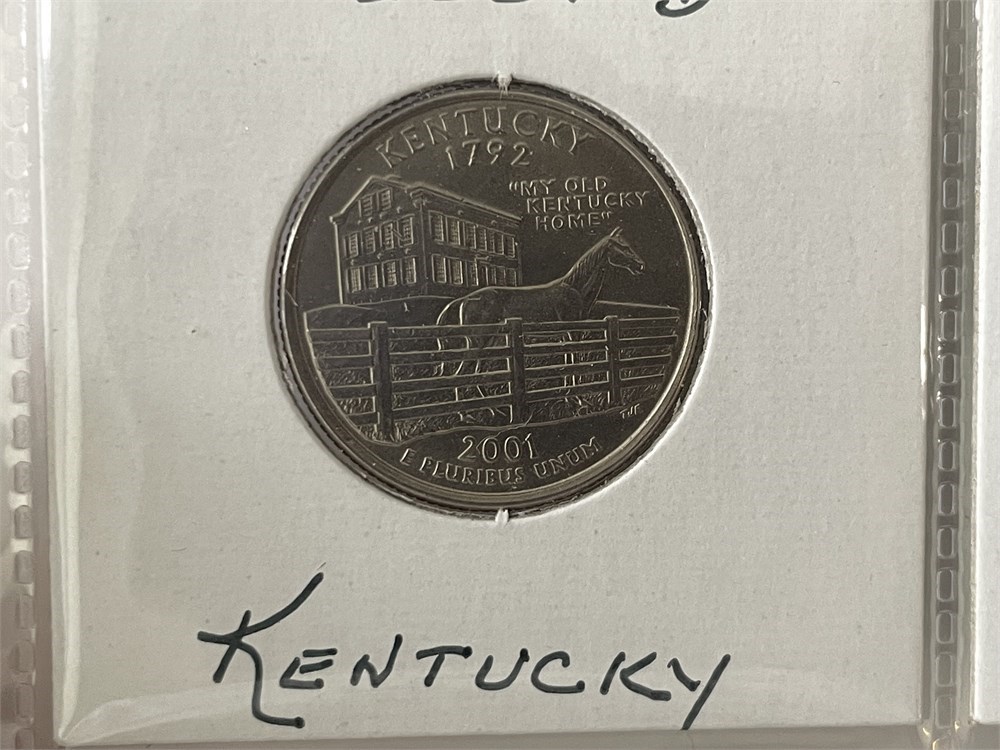 KENTUCKY
1792
"MY OLD
KENTUCKY
HOME"
2001
E PLURIBUS UNUM
KENTUCKY